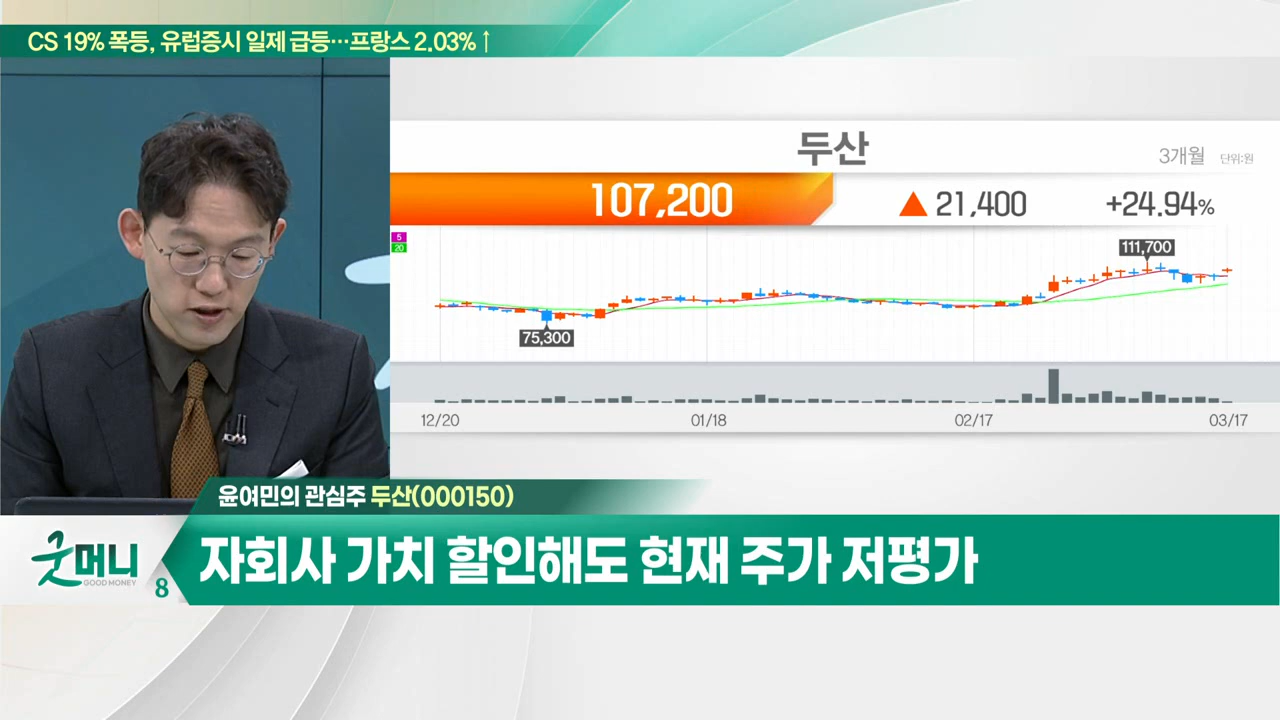 CS 19% 폭등, 유럽증시 일제 급등…프랑스 2.03%↑
두산
3개월 단위:원
107,200 ▲ 21,400 +24.94%
5
20
111,700
75,300
12/20 01/18 02/17 03/17
윤여민의 관심주 두산(000150)
굿머니
GOOD MONEY
8
자회사 가치 할인해도 현재 주가 저평가